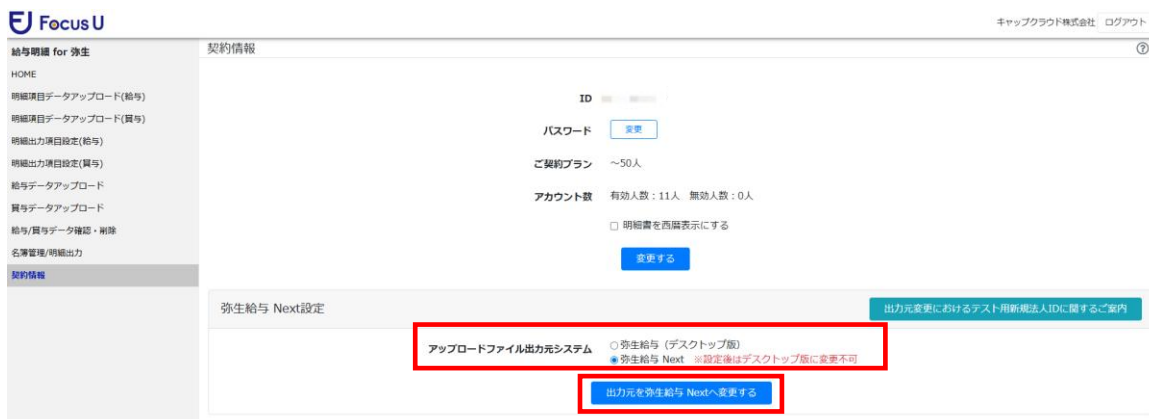 Focus U
キャップクラウド株式会社 ログアウト
給与明細 for 弥生
HOME
明細項目データアップロード(給与)
明細項目データアップロード(賞与)
明細出力項目設定(給与)
明細出力項目設定(賞与)
給与データアップロード
賞与データアップロード
給与/賞与データ確認・削除
名簿管理/明細出力
契約情報
契約情報
?
ID
パスワード 変更
ご契約プラン ～50人
アカウント数 有効人数：11人 無効人数：0人
明細書を西暦表示にする
変更する
弥生給与 Next設定
出力元変更におけるテスト用新規法人IDに関するご案内
アップロードファイル出力元システム
弥生給与（デスクトップ版）
弥生給与 Next ※設定後はデスクトップ版に変更不可
出力元を弥生給与 Nextへ変更する